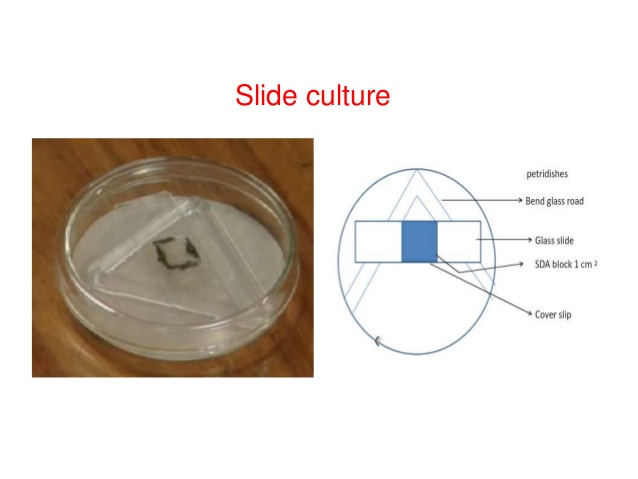 Slide culture
petridishes
Bend glass road
Glass slide
SDA block 1 cm 2
Cover slip